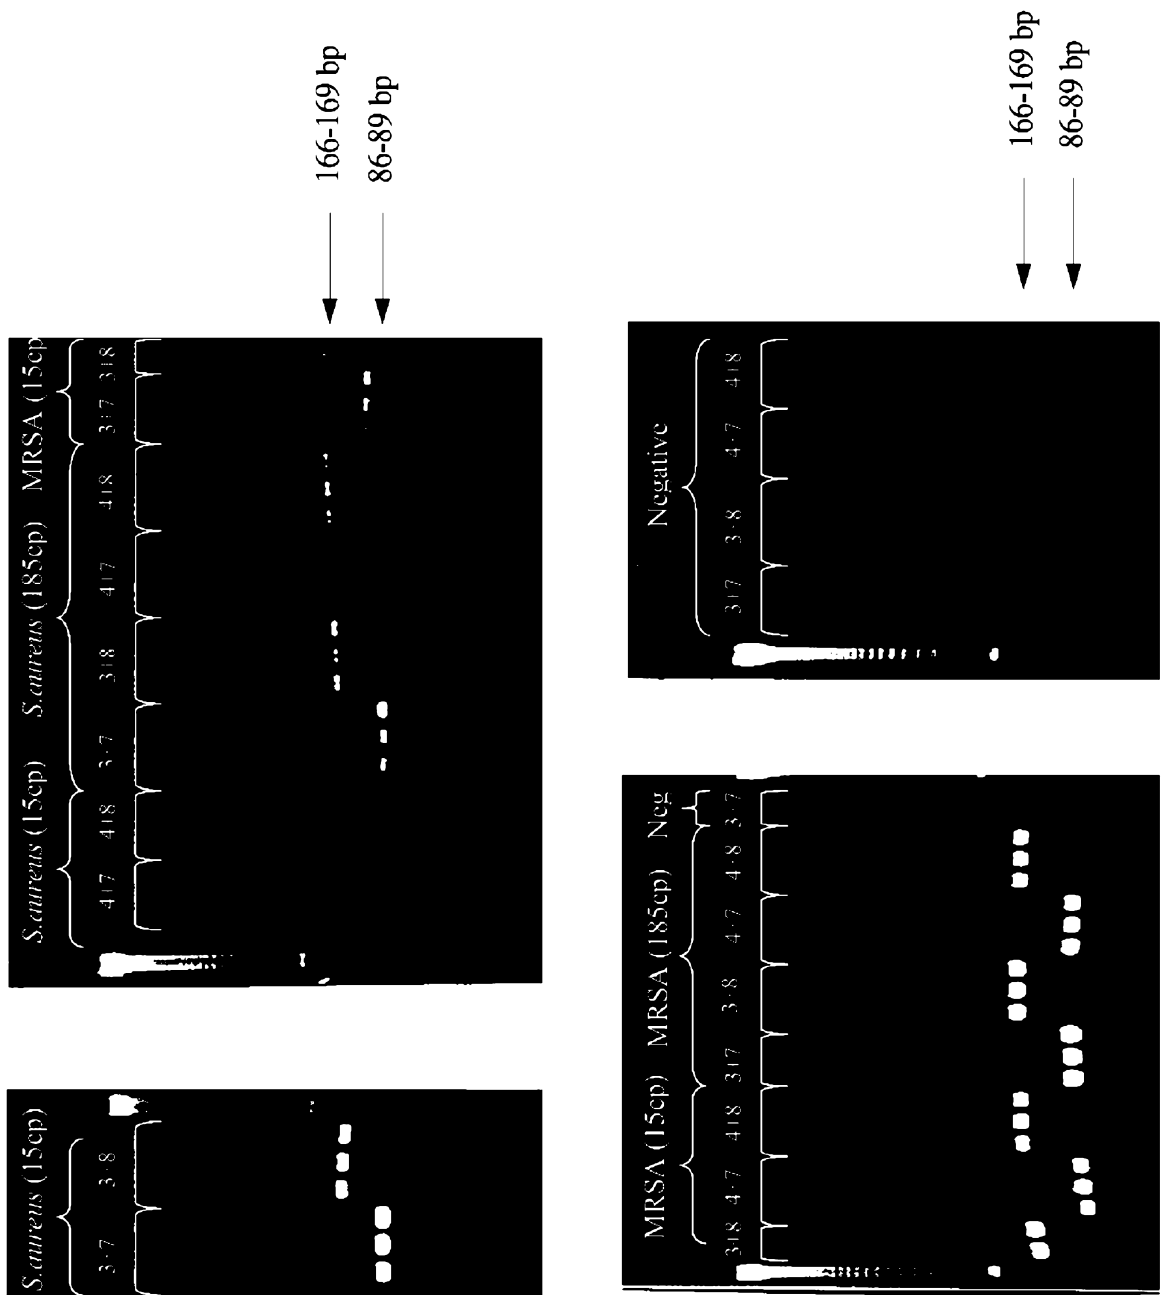 S.aureus (15cp)
3+7 3+8
S.aureus (15cp) S.aureus (185cp) MRSA (15cp
4+7 4+8 3+7 3+8 4+7 4+8 3+7 3+8
166-169 bp
86-89 bp
MRSA (15cp) MRSA (185cp) Neg
3+8 4+7 4+8 3+7 3+8 4+7 4+8 3+7
Negative
3+7 3+8 4+7 4+8
166-169 bp
86-89 bp